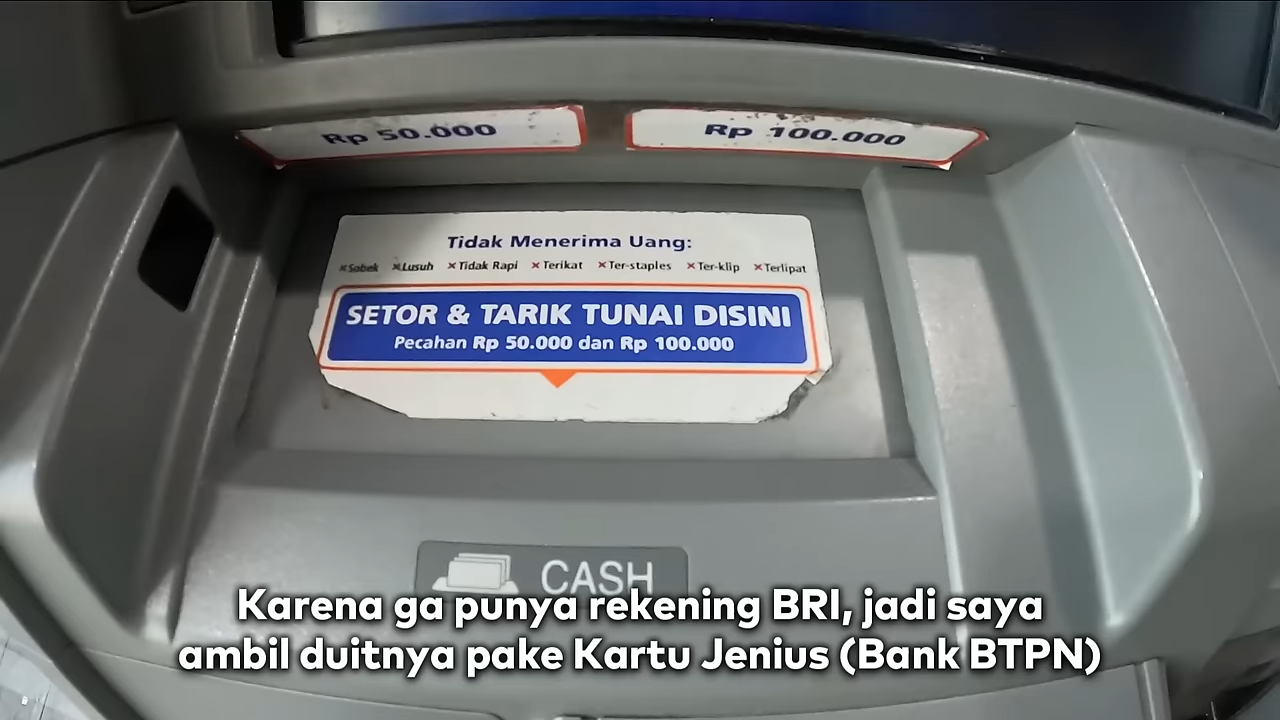 Rp 50.000
Rp 100.000
Tidak Menerima Uang:
×Sobek ×Lusuh ×Tidak Rapi ×Terikat ×Ter-staples ×Ter-klip ×Terlipat
SETOR & TARIK TUNAI DISINI
Pecahan Rp 50.000 dan Rp 100.000
CASH
Karena ga punya rekening BRI, jadi saya
ambil duitnya pake Kartu Jenius (Bank BTPN)